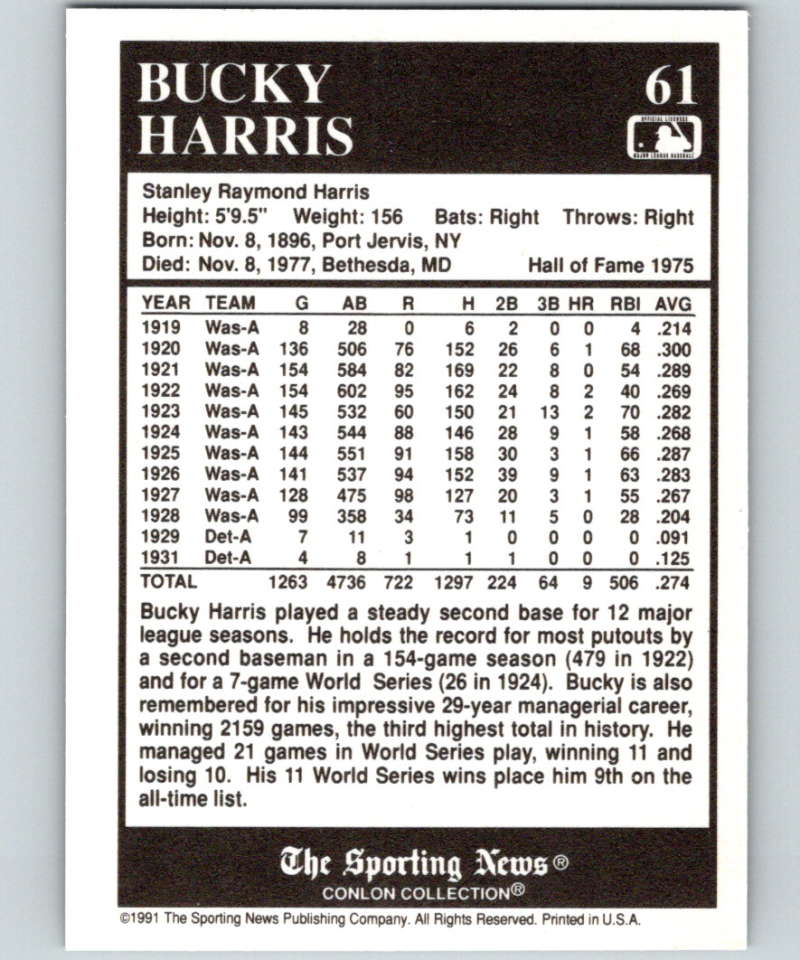 BUCKY
HARRIS
61
OFFICIAL LICENSEE
MAJOR LEAGUE BASEBALL
Stanley Raymond Harris
Height: 5'9.5" Weight: 156 Bats: Right Throws: Right
Born: Nov. 8, 1896, Port Jervis, NY
Died: Nov. 8, 1977, Bethesda, MD Hall of Fame 1975
YEAR TEAM G AB R H 2B 3B HR RBI AVG
1919 Was-A 8 28 0 6 2 0 0 4 .214
1920 Was-A 136 506 76 152 26 6 1 68 .300
1921 Was-A 154 584 82 169 22 8 0 54 .289
1922 Was-A 154 602 95 162 24 8 2 40 .269
1923 Was-A 145 532 60 150 21 13 2 70 .282
1924 Was-A 143 544 88 146 28 9 1 58 .268
1925 Was-A 144 551 91 158 30 3 1 66 .287
1926 Was-A 141 537 94 152 39 9 1 63 .283
1927 Was-A 128 475 98 127 20 3 1 55 .267
1928 Was-A 99 358 34 73 11 5 0 28 .204
1929 Det-A 7 11 3 1 0 0 0 0 .091
1931 Det-A 4 8 1 1 1 0 0 0 .125
TOTAL 1263 4736 722 1297 224 64 9 506 .274
Bucky Harris played a steady second base for 12 major
league seasons. He holds the record for most putouts by
a second baseman in a 154-game season (479 in 1922)
and for a 7-game World Series (26 in 1924). Bucky is also
remembered for his impressive 29-year managerial career,
winning 2159 games, the third highest total in history. He
managed 21 games in World Series play, winning 11 and
losing 10. His 11 World Series wins place him 9th on the
all-time list.
The Sporting News®
CONLON COLLECTION®
©1991 The Sporting News Publishing Company. All Rights Reserved. Printed in U.S.A.